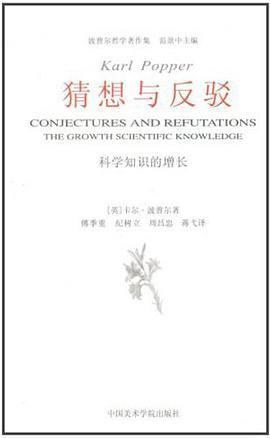 波普尔哲学著作集 范景中主编
Karl Popper
猜想与反驳
CONJECTURES AND REFUTATIONS
THE GROWTH SCIENTIFIC KNOWLEDGE
科学知识的增长
[英]卡尔·波普尔著
傅季重 纪树立 周昌忠 蒋弋译
中国美术学院出版社